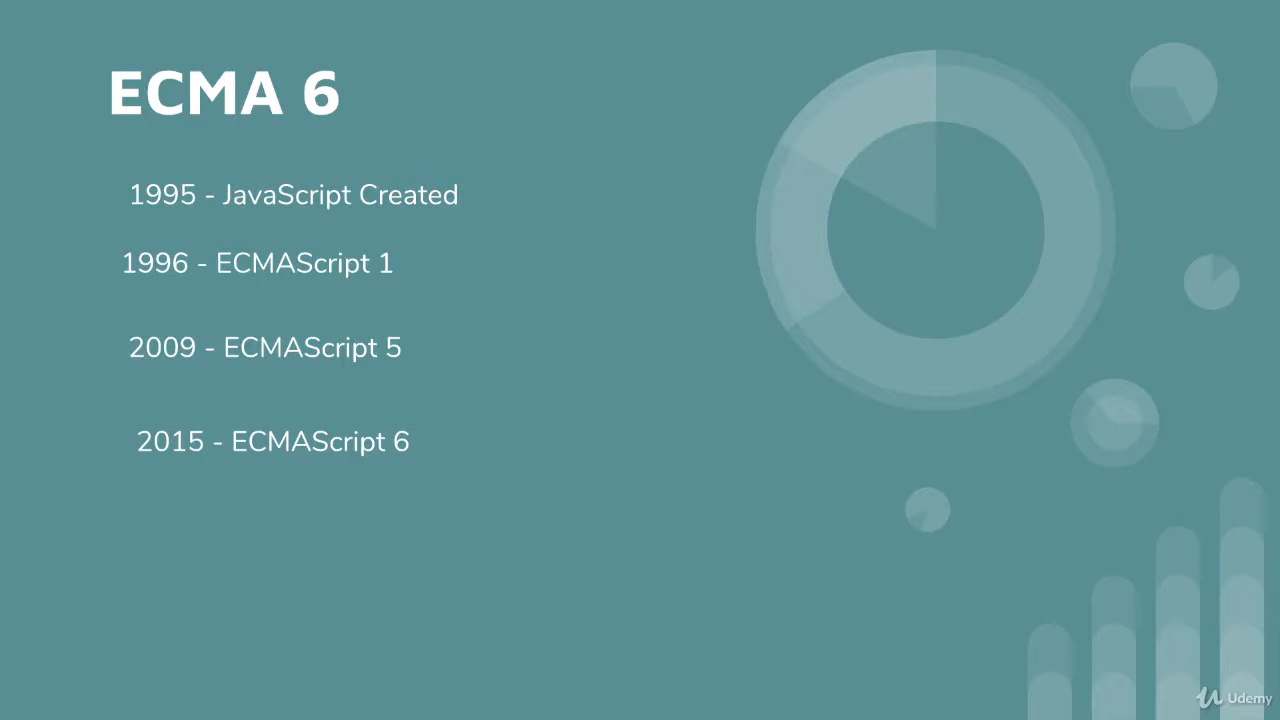 ECMA 6
1995 - JavaScript Created
1996 - ECMAScript 1
2009 - ECMAScript 5
2015 - ECMAScript 6
Udemy